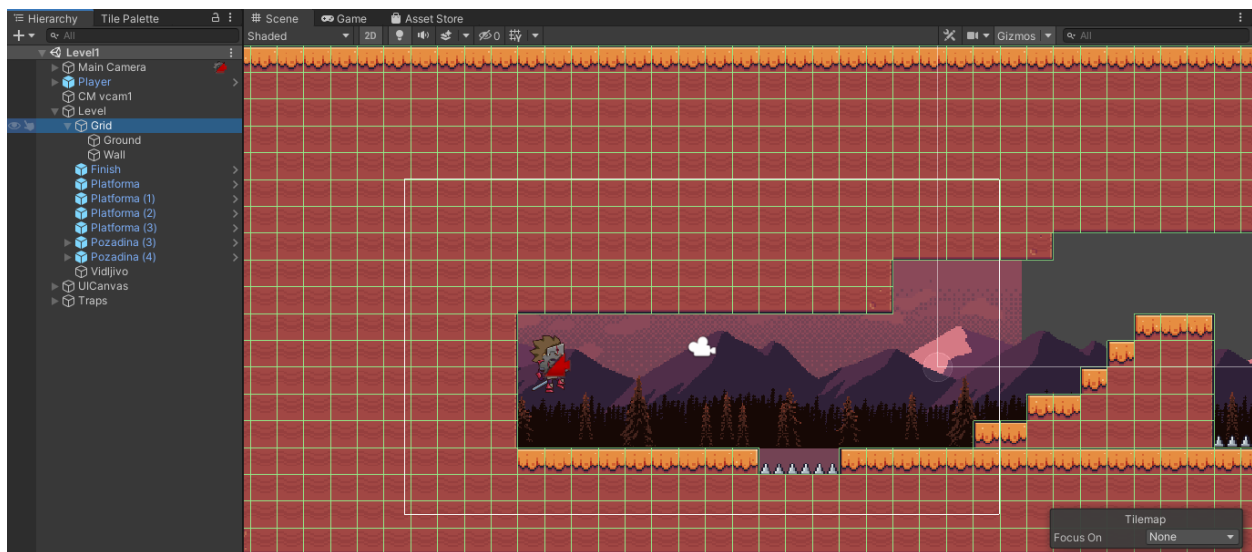 Hierarchy Tile Palette
All
Level1
Main Camera
Player
CM vcam1
Level
Grid
Ground
Wall
Finish
Platforma
Platforma (1)
Platforma (2)
Platforma (3)
Pozadina (3)
Pozadina (4)
Vidljivo
UICanvas
Traps
Scene Game Asset Store
Shaded 2D 0 Gizmos All
Tilemap
Focus On None